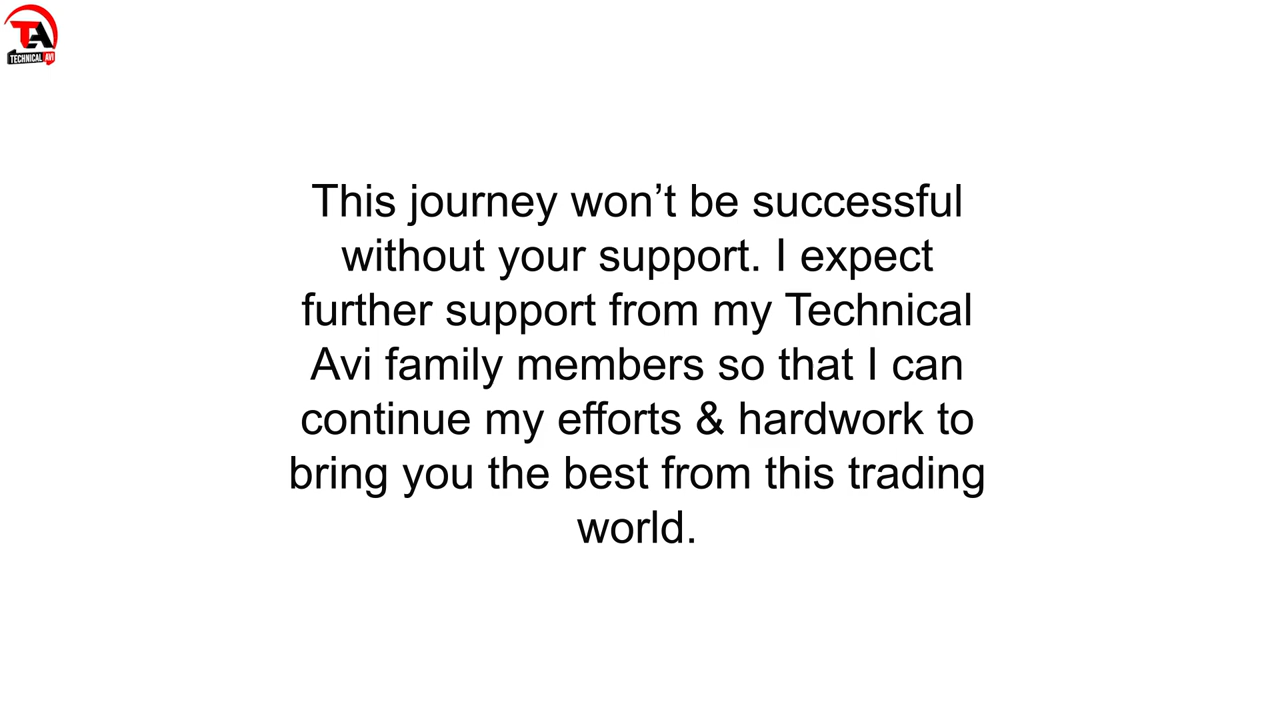 TA
TECHNICAL AVI
This journey won’t be successful
without your support. I expect
further support from my Technical
Avi family members so that I can
continue my efforts & hardwork to
bring you the best from this trading
world.